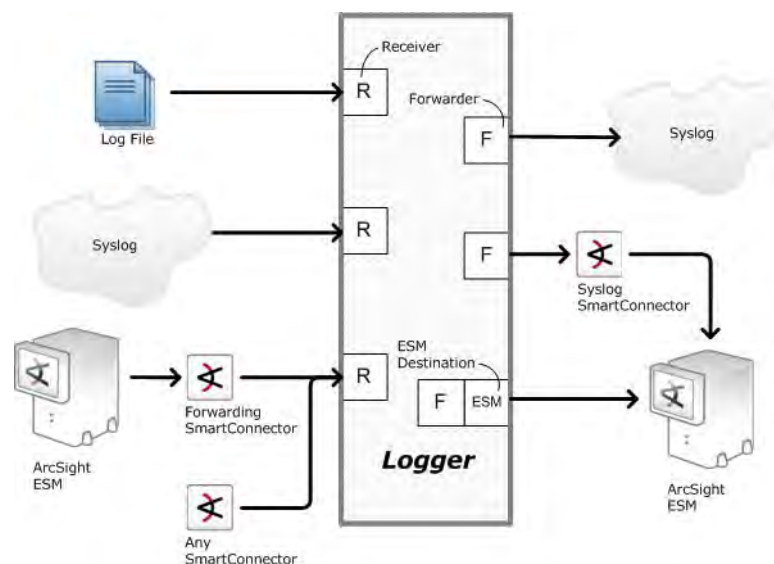 Receiver
R
Log File
Forwarder
F
Syslog
Syslog
R
F
Syslog
SmartConnector
ArcSight
ESM
Forwarding
SmartConnector
R
ESM
Destination
F
ESM
Logger
Any
SmartConnector
ArcSight
ESM